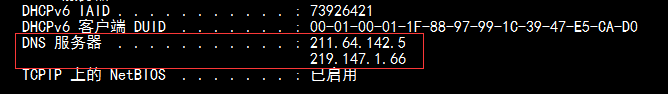 DHCPv6 IAID . . . . . . . . . . . : 73926421
DHCPv6 客户端 DUID . . . . . . . : 00-01-00-01-1F-88-97-99-1C-39-47-E5-CA-D0
DNS 服务器 . . . . . . . . . . . : 211.64.142.5
219.147.1.66
TCPIP 上的 NetBIOS . . . . . . . : 已启用